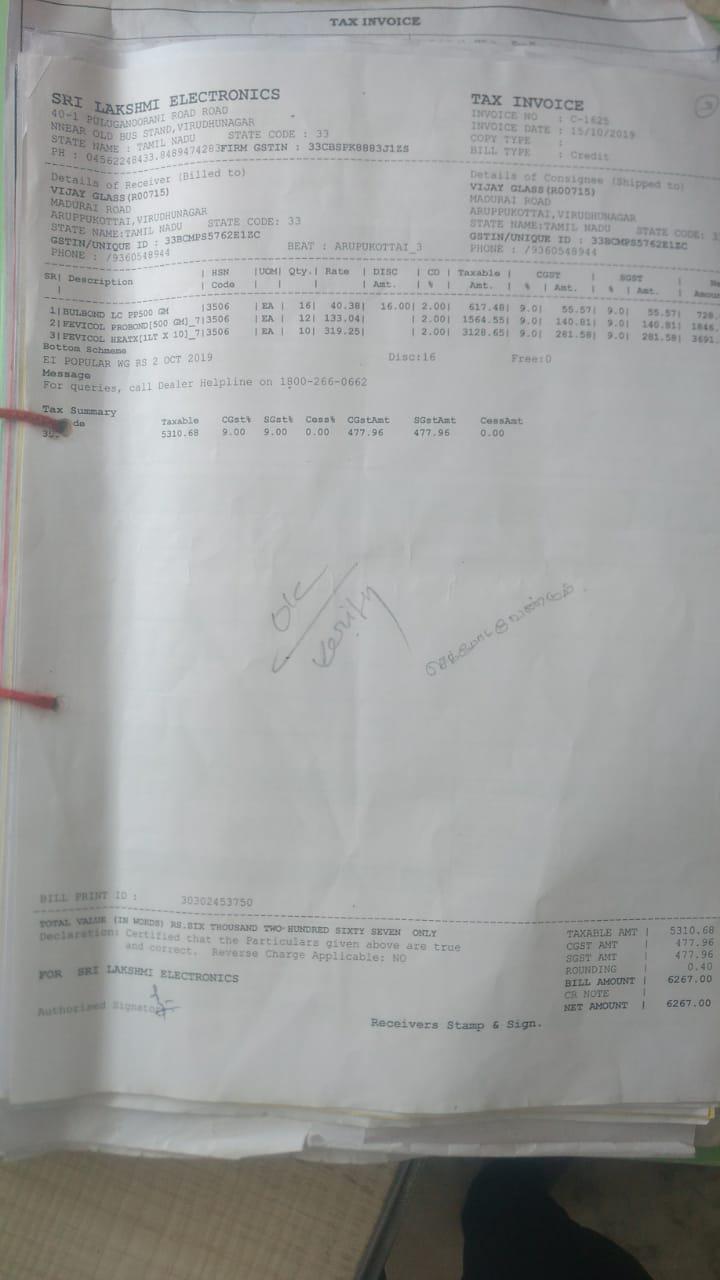 TAX INVOICE
SRI LAKSHMI ELECTRONICS
40-1 PULUGANOORANI ROAD ROAD
NNEAR OLD BUS STAND,VIRUDHUNAGAR
STATE NAME : TAMIL NADU STATE CODE : 33
PH : 04562248433.8489474283FIRM GSTIN : 33CBSPK8883J1ZS
TAX INVOICE
INVOICE NO : C-1625
INVOICE DATE : 15/10/2019
COPY TYPE :
BILL TYPE : Credit
Details of Receiver (Billed to)
VIJAY GLASS(R00715)
MADURAI ROAD
ARUPPUKOTTAI,VIRUDHUNAGAR
STATE NAME:TAMIL NADU STATE CODE: 33
GSTIN/UNIQUE ID : 33BCMPS5762E1ZC
PHONE : /9360548944 BEAT : ARUPUKOTTAI_3
Details of Consignee (Shipped to)
VIJAY GLASS(R00715)
MADURAI ROAD
ARUPPUKOTTAI,VIRUDHUNAGAR
STATE NAME:TAMIL NADU STATE CODE:
GSTIN/UNIQUE ID : 33BCMPS5762E1ZC
PHONE : /9360548944
SR| Description | HSN |UOM| Qty.| Rate | DISC | CD | Taxable | CGST | SGST |
| | Code | | | | Amt. | % | Amt. | % | Amt. | % | Amt. |
1|BULBOND LC PP500 GM |3506 |EA | 16| 40.38| 16.00| 2.00| 617.48| 9.0| 55.57| 9.0| 55.57| 728.
2|FEVICOL PROBOND[500 GM]_7|3506 |EA | 12| 133.04| | 2.00| 1564.55| 9.0| 140.81| 9.0| 140.81| 1846.
3|FEVICOL HEATX[1LT X 10]_7|3506 |EA | 10| 319.25| | 2.00| 3128.65| 9.0| 281.58| 9.0| 281.58| 3691.
Bottom Schmeme
EI POPULAR WG RS 2 OCT 2019 Disc:16 Free:0
Message
For queries, call Dealer Helpline on 1800-266-0662
Tax Summary
Taxable CGst% SGst% Cess% CGstAmt SGstAmt CessAmt
5310.68 9.00 9.00 0.00 477.96 477.96 0.00
ok
verify
BILL PRINT ID : 30302453750
TOTAL VALUE (IN WORDS) RS.SIX THOUSAND TWO-HUNDRED SIXTY SEVEN ONLY
Declaration: Certified that the Particulars given above are true
and correct. Reverse Charge Applicable: NO
FOR SRI LAKSHMI ELECTRONICS
Authorized Signatory
Receivers Stamp & Sign.
TAXABLE AMT | 5310.68
CGST AMT | 477.96
SGST AMT | 477.96
ROUNDING | 0.40
BILL AMOUNT | 6267.00
CR NOTE |
NET AMOUNT | 6267.00